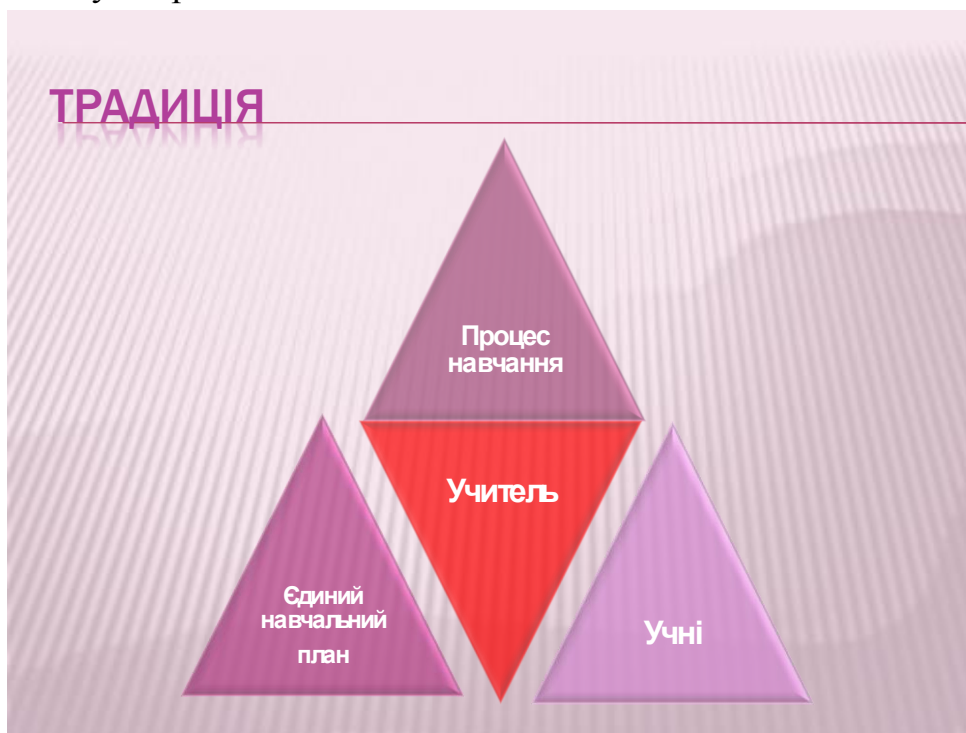 ТРАДИЦІЯ
Процес
навчання
Учитель
Єдиний
навчальний
план
Учні